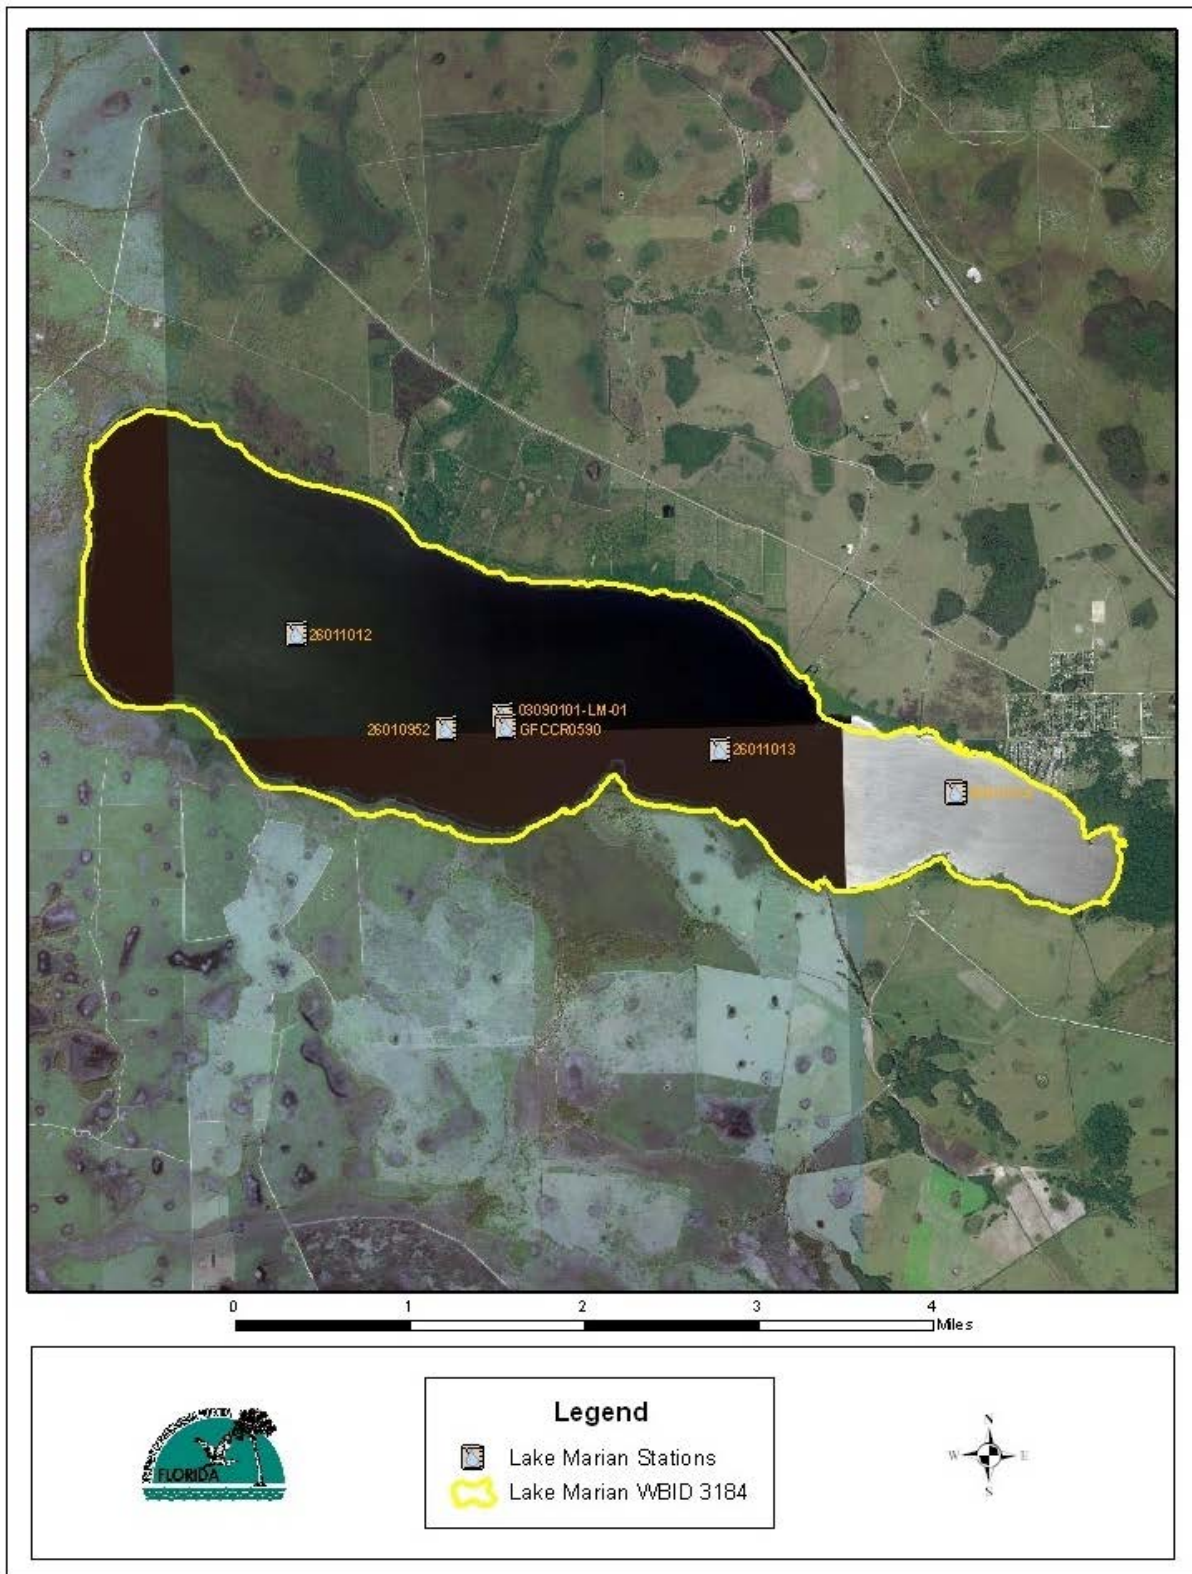 26011012
03090101-LM-01
26010952
GFCCR0590
26011013
0 1 2 3 4
Miles
Legend
Lake Marian Stations
Lake Marian WBID 3184
FLORIDA
N
W E
S